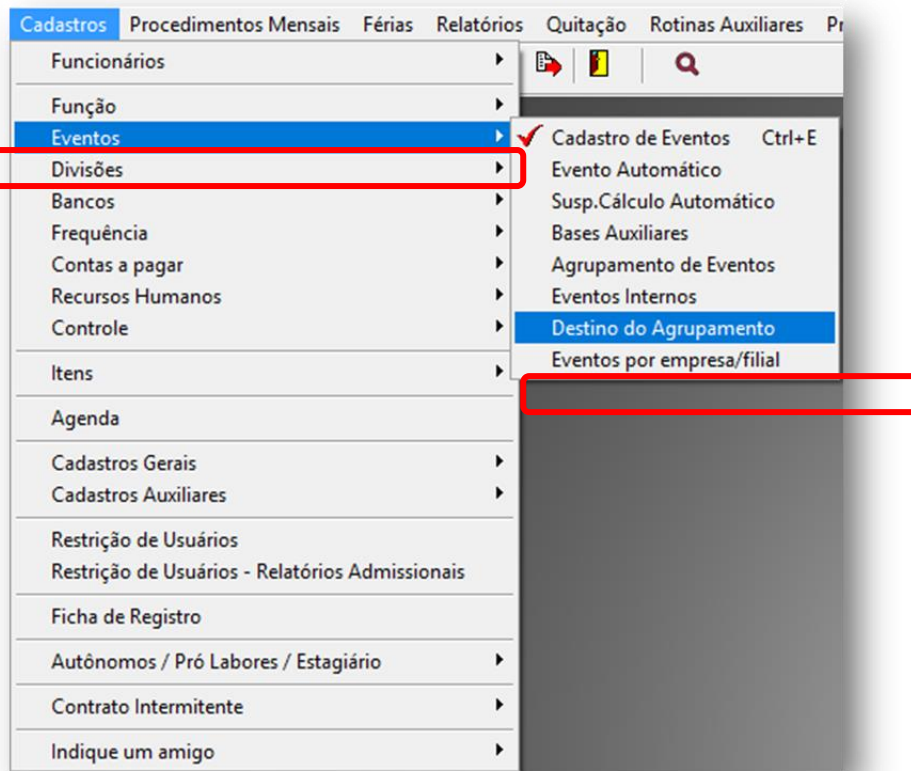 Cadastros Procedimentos Mensais Férias Relatórios Quitação Rotinas Auxiliares
Funcionários
Função
Eventos
Divisões
Bancos
Frequência
Contas a pagar
Recursos Humanos
Controle
Itens
Agenda
Cadastros Gerais
Cadastros Auxiliares
Restrição de Usuários
Restrição de Usuários - Relatórios Admissionais
Ficha de Registro
Autônomos / Pró Labores / Estagiário
Contrato Intermitente
Indique um amigo
Cadastro de Eventos Ctrl+E
Evento Automático
Susp.Cálculo Automático
Bases Auxiliares
Agrupamento de Eventos
Eventos Internos
Destino do Agrupamento
Eventos por empresa/filial